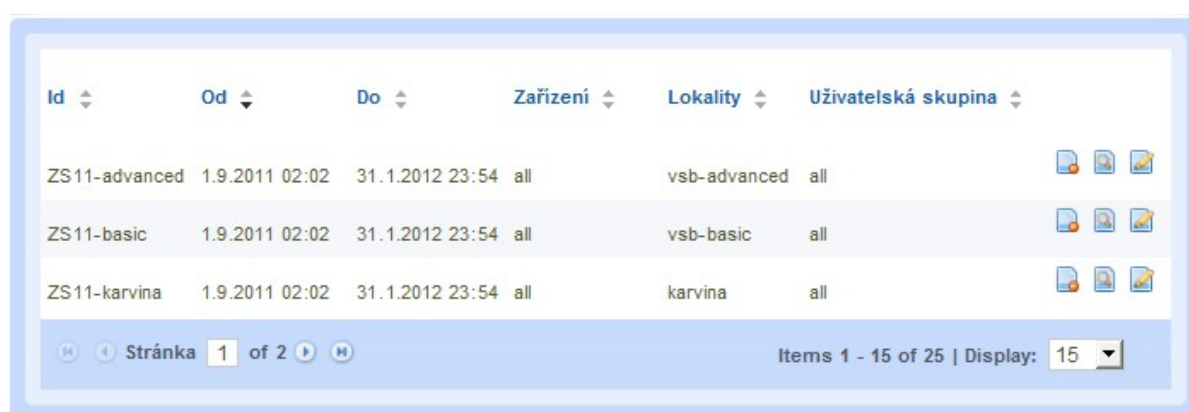 Id Od Do Zařízení Lokality Uživatelská skupina
ZS11-advanced 1.9.2011 02:02 31.1.2012 23:54 all vsb-advanced all
ZS11-basic 1.9.2011 02:02 31.1.2012 23:54 all vsb-basic all
ZS11-karvina 1.9.2011 02:02 31.1.2012 23:54 all karvina all
Stránka 1 of 2 Items 1 - 15 of 25 | Display: 15